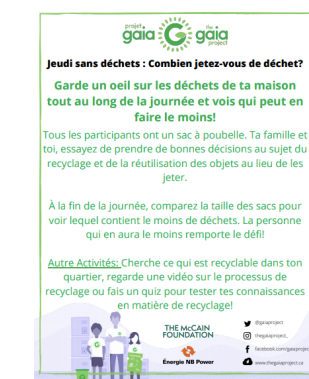 projet gaia the gaia project
Jeudi sans déchets : Combien jetez-vous de déchet?
Garde un oeil sur les déchets de ta maison
tout au long de la journée et vois qui peut en
faire le moins!
Tous les participants ont un sac à poubelle. Ta famille et
toi, essayez de prendre de bonnes décisions au sujet du
recyclage et de la réutilisation des objets au lieu de les
jeter.
À la fin de la journée, comparez la taille des sacs pour
voir lequel contient le moins de déchets. La personne
qui en aura le moins remporte le défi!
Autre Activités: Cherche ce qui est recyclable dans ton
quartier, regarde une vidéo sur le processus de
recyclage ou fais un quiz pour tester tes connaissances
en matière de recyclage!
THE McCAIN
FOUNDATION
Énergie NB Power
@gaiaproject
thegaiaproject_
facebook.com/gaiaproject
www.thegaiaproject.ca